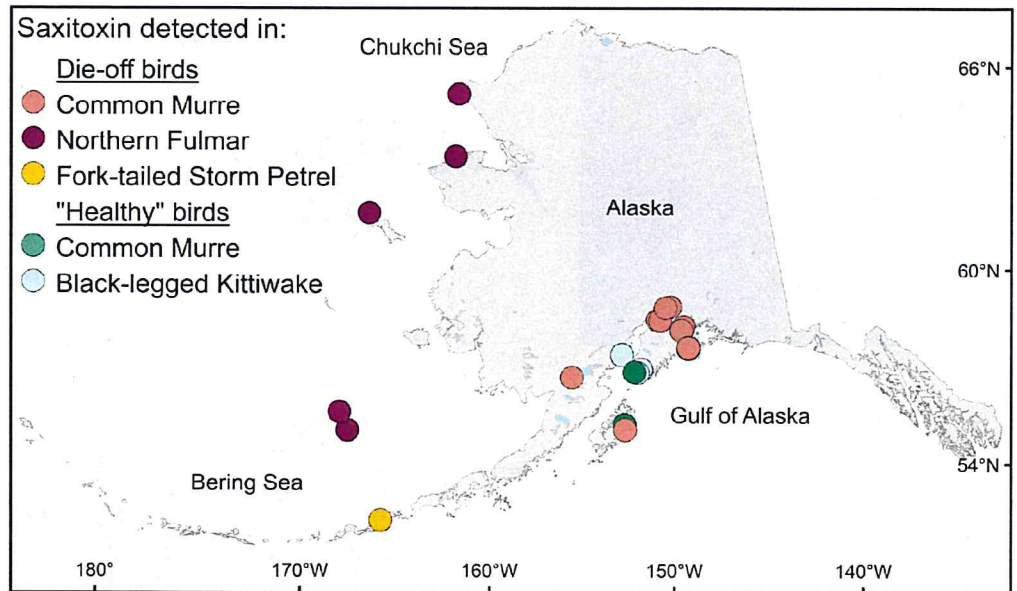 Saxitoxin detected in:
Die-off birds
Common Murre
Northern Fulmar
Fork-tailed Storm Petrel
"Healthy" birds
Common Murre
Black-legged Kittiwake
Chukchi Sea
Alaska
Gulf of Alaska
Bering Sea
66°N
60°N
54°N
180°
170°W
160°W
150°W
140°W